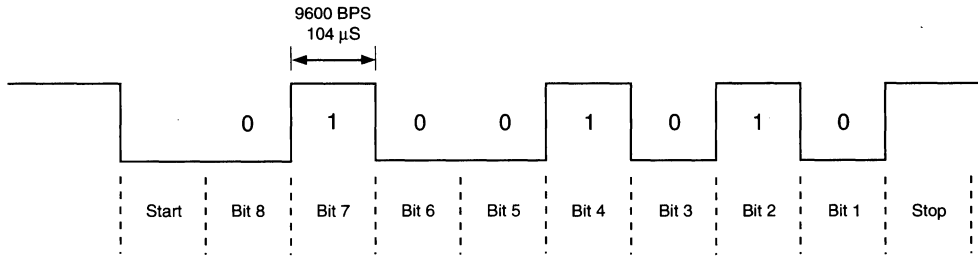 9600 BPS
104 µS
0 1 0 0 1 0 1 0
Start Bit 8 Bit 7 Bit 6 Bit 5 Bit 4 Bit 3 Bit 2 Bit 1 Stop